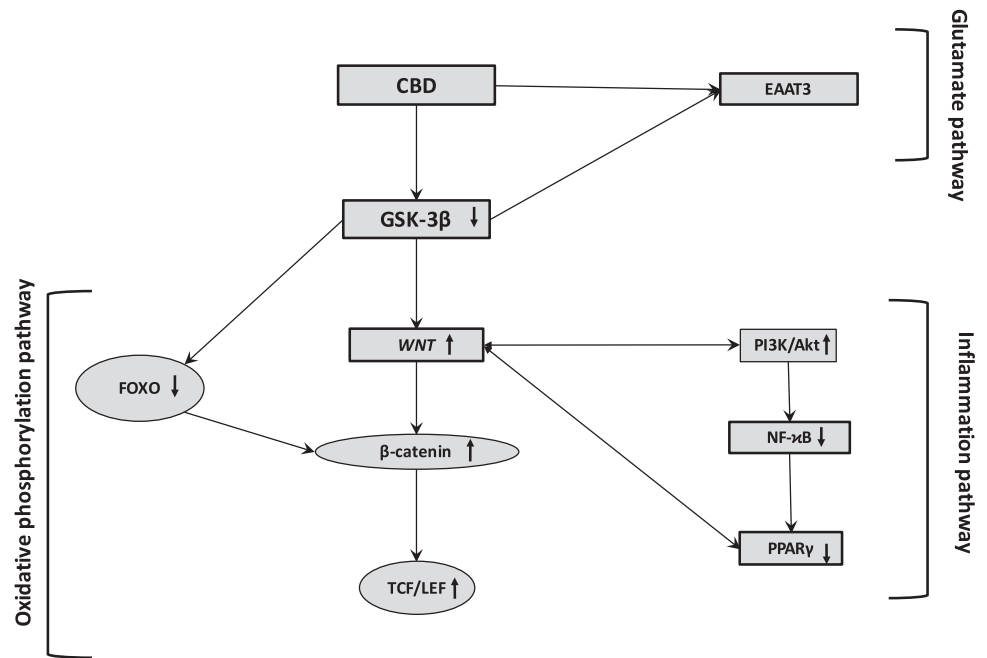 Glutamate pathway
CBD
EAAT3
GSK-3β ↓
Oxidative phosphorylation pathway
Inflammation pathway
WNT ↑
PI3K/Akt ↑
FOXO ↓
NF-ϰB ↓
β-catenin ↑
PPARγ ↓
TCF/LEF ↑